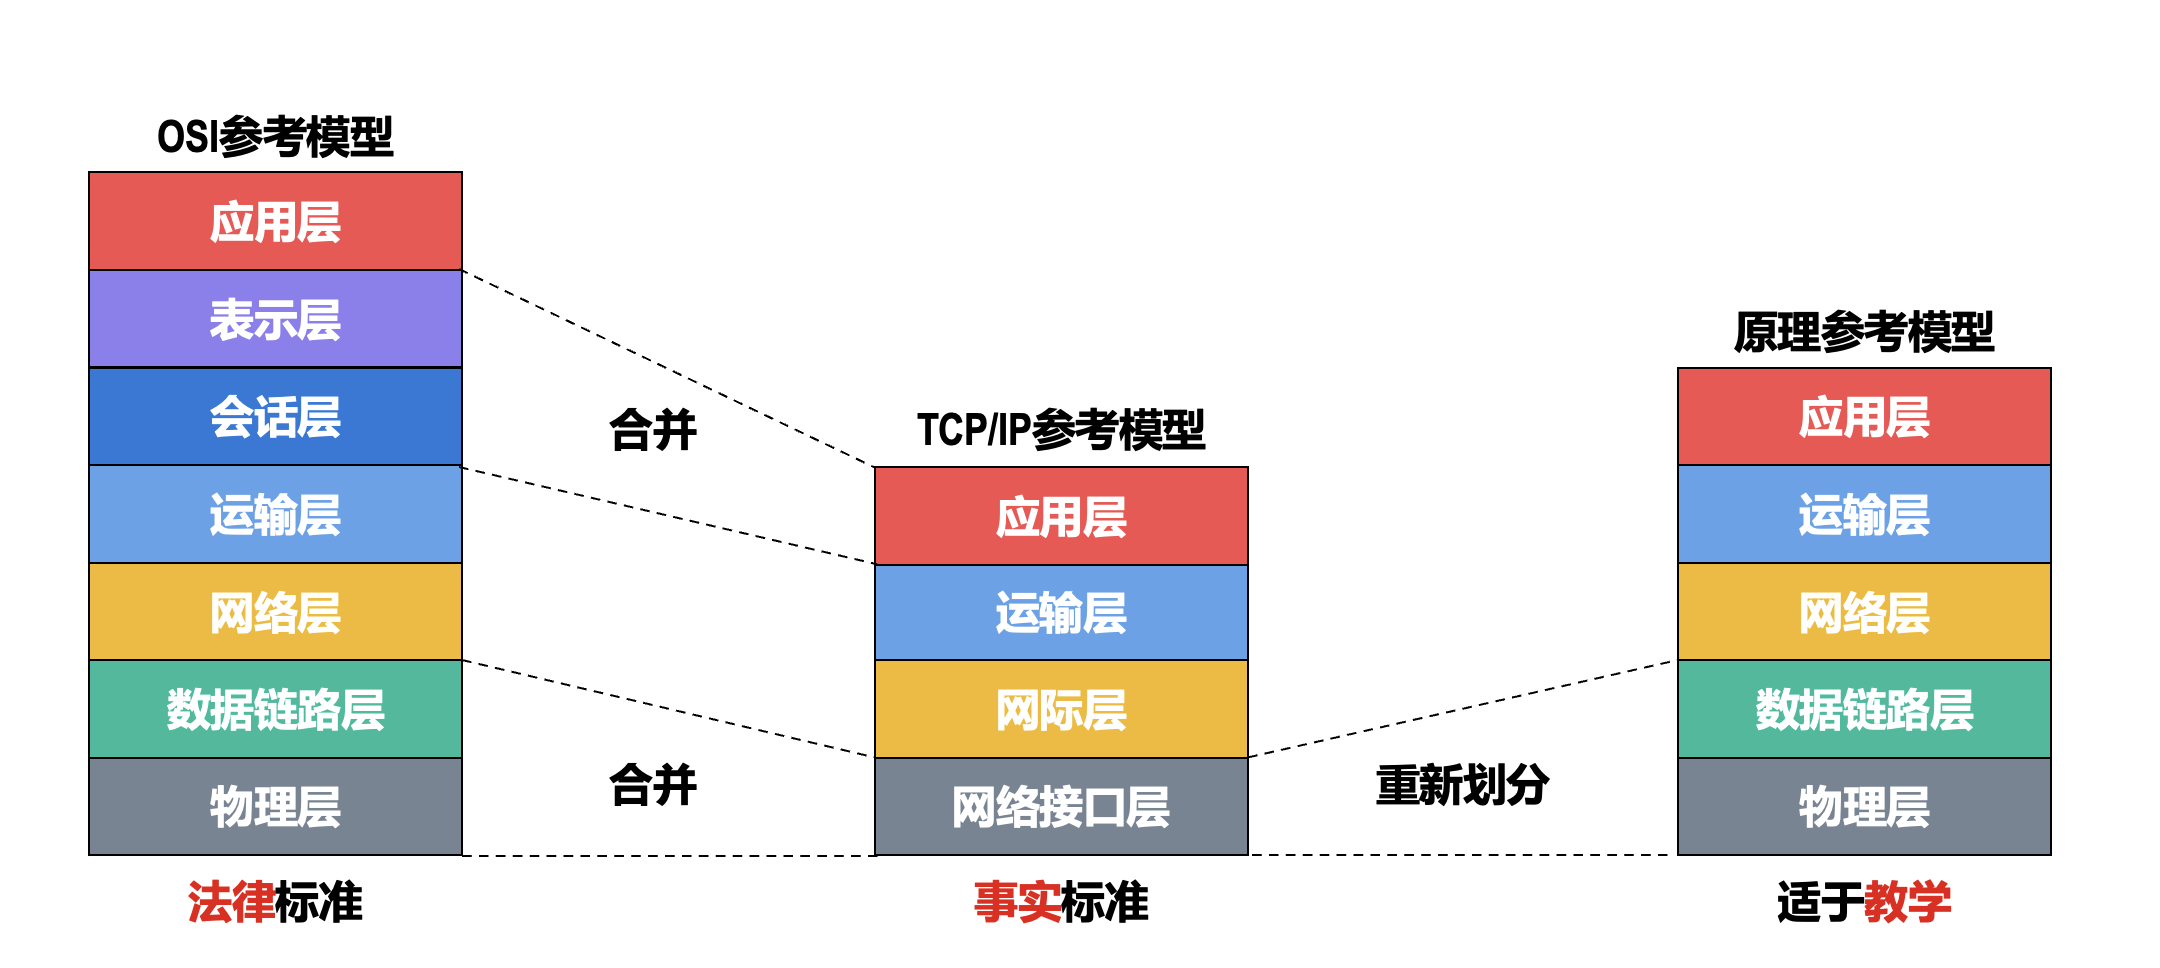 OSI参考模型
应用层
表示层
会话层
运输层
网络层
数据链路层
物理层
法律标准
合并
合并
TCP/IP参考模型
应用层
运输层
网际层
网络接口层
事实标准
重新划分
原理参考模型
应用层
运输层
网络层
数据链路层
物理层
适于教学